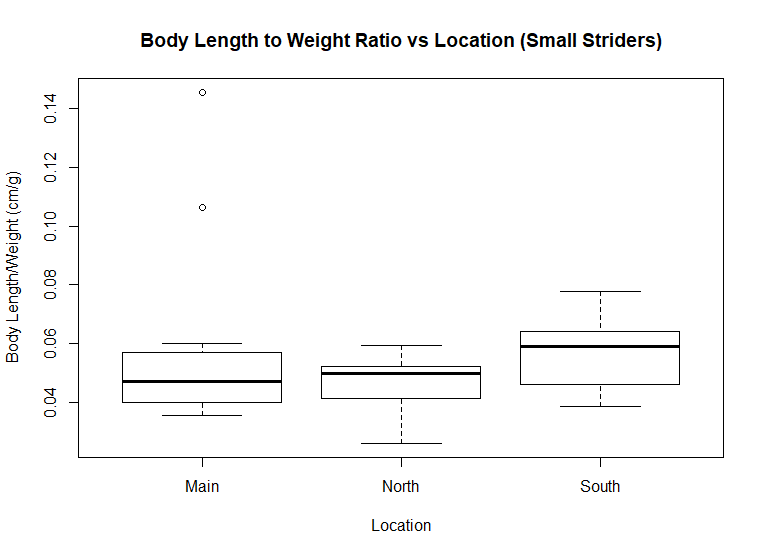 Body Length to Weight Ratio vs Location (Small Striders)
Body Length/Weight (cm/g)
0.14
0.12
0.10
0.08
0.06
0.04
Main North South
Location